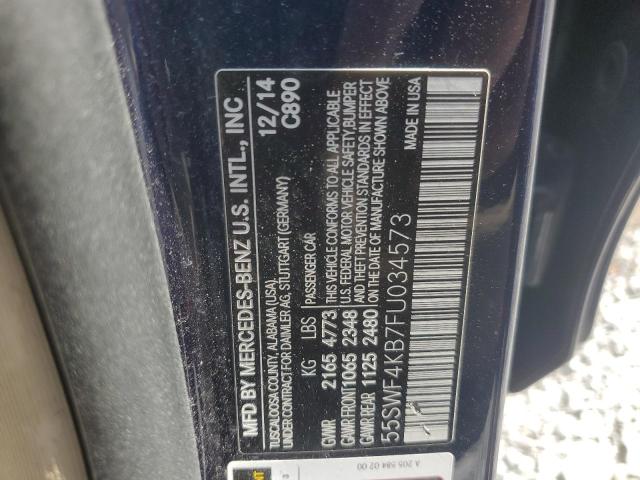 MFD BY MERCEDES-BENZ U.S. INTL., INC
TUSCALOOSA COUNTY, ALABAMA (USA)
UNDER CONTRACT FOR DAIMLER AG, STUTTGART (GERMANY)
12/14
C890
KG LBS PASSENGER CAR
GVWR 2165 4773
GAWR FRONT 1065 2348
GAWR REAR 1125 2480
THIS VEHICLE CONFORMS TO ALL APPLICABLE
U.S. FEDERAL MOTOR VEHICLE SAFETY, BUMPER
AND THEFT PREVENTION STANDARDS IN EFFECT
ON THE DATE OF MANUFACTURE SHOWN ABOVE
55SWF4KB7FU034573
MADE IN USA
A 205 584 02 00